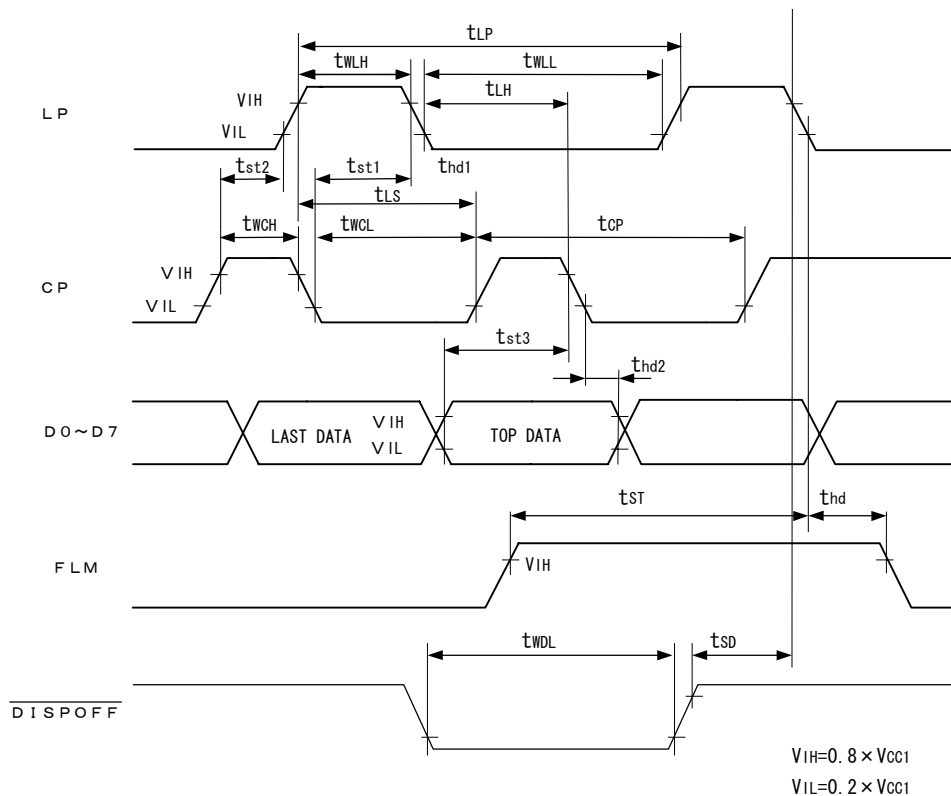 tLP
tWLH
tWLL
tLH
LP
VIH
VIL
tst2
tst1
thd1
tLS
tWCH
tWCL
tCP
CP
VIH
VIL
tst3
thd2
D0~D7
LAST DATA
VIH
VIL
TOP DATA
tST
thd
FLM
VIH
tWDL
tSD
DISPOFF
VIH=0.8×VCC1
VIL=0.2×VCC1